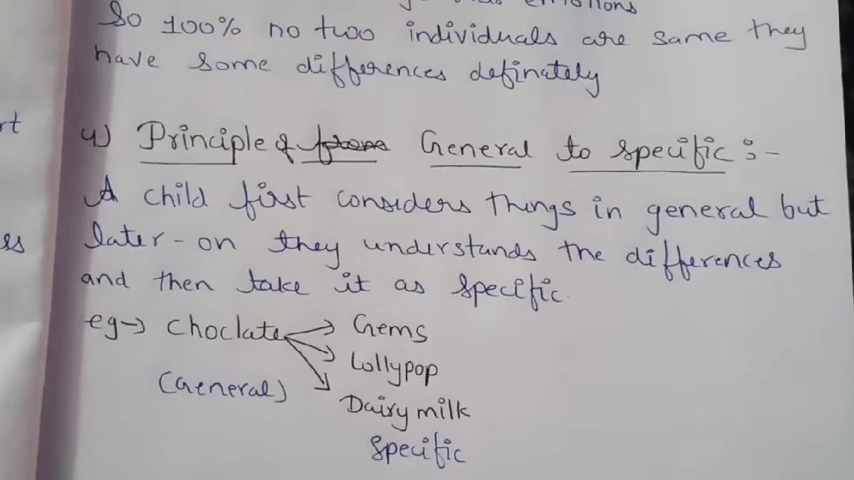 emotions
So 100% no two individuals are same they
have some differences definately
4) Principle of General to specific :-
A child first considers things in general but
later-on they understands the differences
and then take it as specific.
eg → Choclate → Gems
→ Lollypop
(General) → Dairy milk
Specific